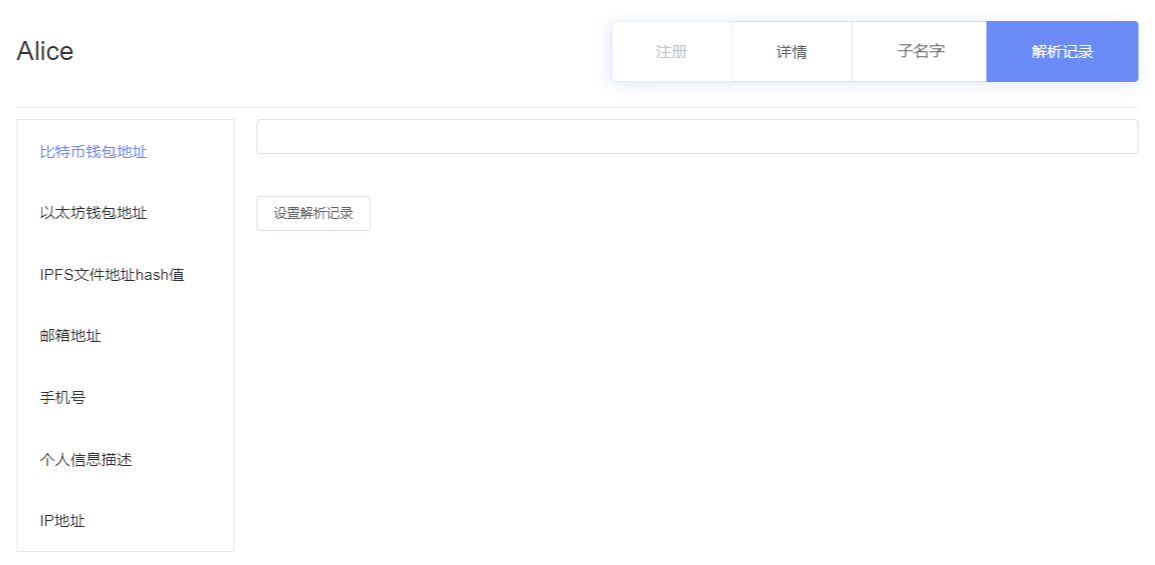 Alice
注册
详情
子名字
解析记录
比特币钱包地址
以太坊钱包地址
IPFS文件地址hash值
邮箱地址
手机号
个人信息描述
IP地址
设置解析记录